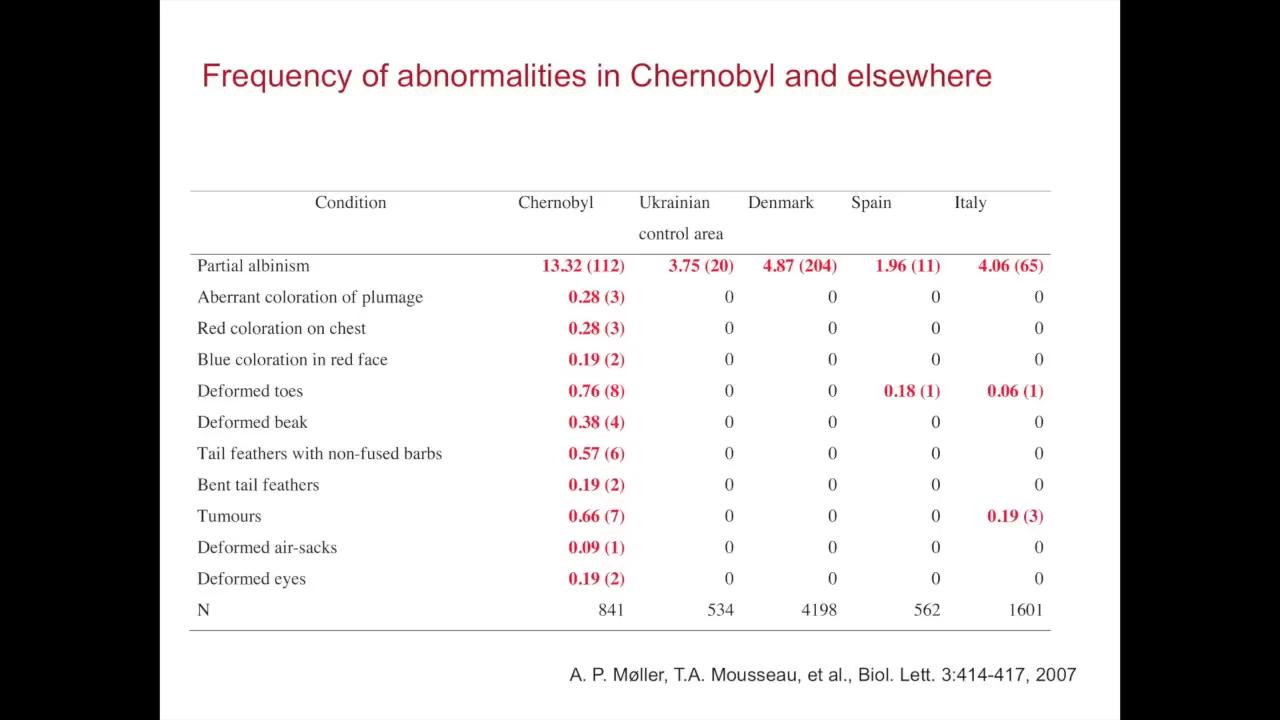 Frequency of abnormalities in Chernobyl and elsewhere
Condition Chernobyl Ukrainian Denmark Spain Italy
control area
Partial albinism 13.32 (112) 3.75 (20) 4.87 (204) 1.96 (11) 4.06 (65)
Aberrant coloration of plumage 0.28 (3) 0 0 0 0
Red coloration on chest 0.28 (3) 0 0 0 0
Blue coloration in red face 0.19 (2) 0 0 0 0
Deformed toes 0.76 (8) 0 0 0.18 (1) 0.06 (1)
Deformed beak 0.38 (4) 0 0 0 0
Tail feathers with non-fused barbs 0.57 (6) 0 0 0 0
Bent tail feathers 0.19 (2) 0 0 0 0
Tumours 0.66 (7) 0 0 0 0.19 (3)
Deformed air-sacks 0.09 (1) 0 0 0 0
Deformed eyes 0.19 (2) 0 0 0 0
N 841 534 4198 562 1601
A. P. Møller, T.A. Mousseau, et al., Biol. Lett. 3:414-417, 2007